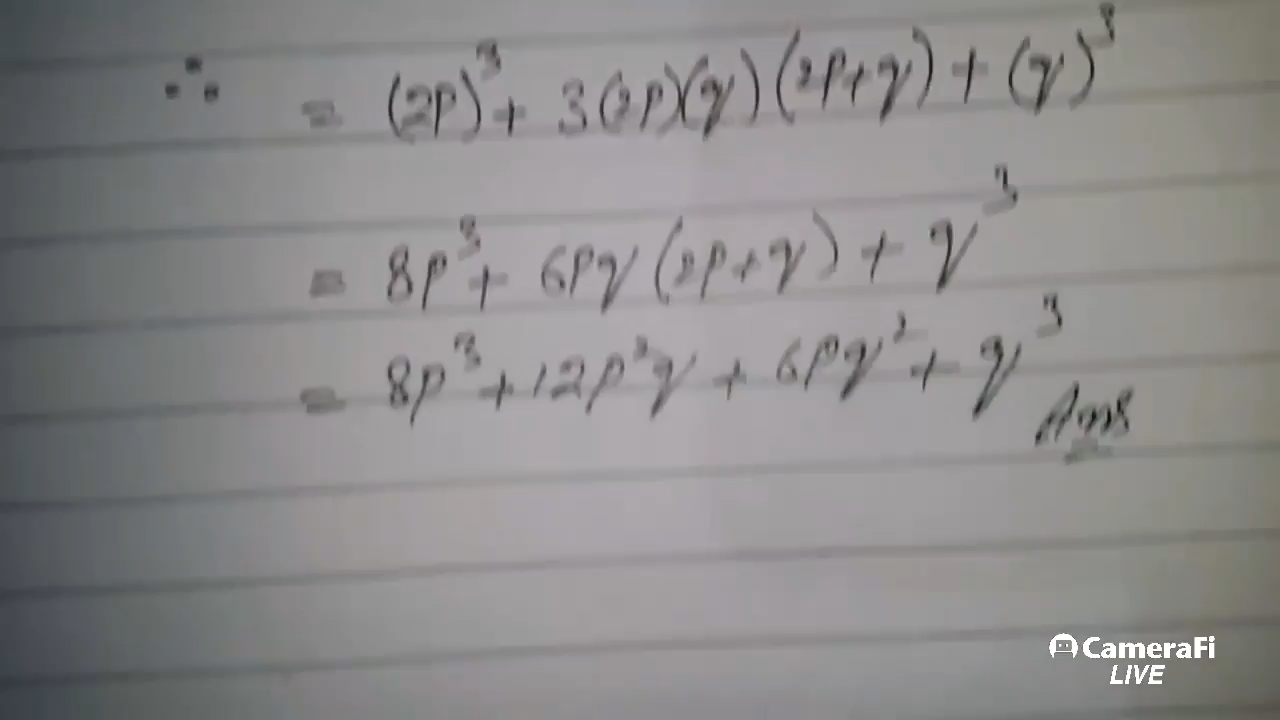 ∴ = (2p)³ + 3(2p)(q)(2p+q) + (q)³
= 8p³ + 6pq(2p+q) + q³
= 8p³ + 12p²q + 6pq² + q³
Ans
CameraFi
LIVE